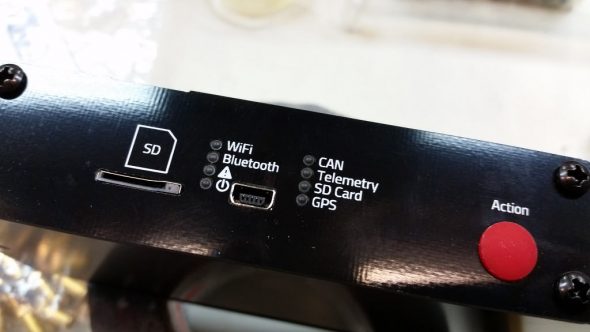 SD
WiFi
Bluetooth
CAN
Telemetry
SD Card
GPS
Action